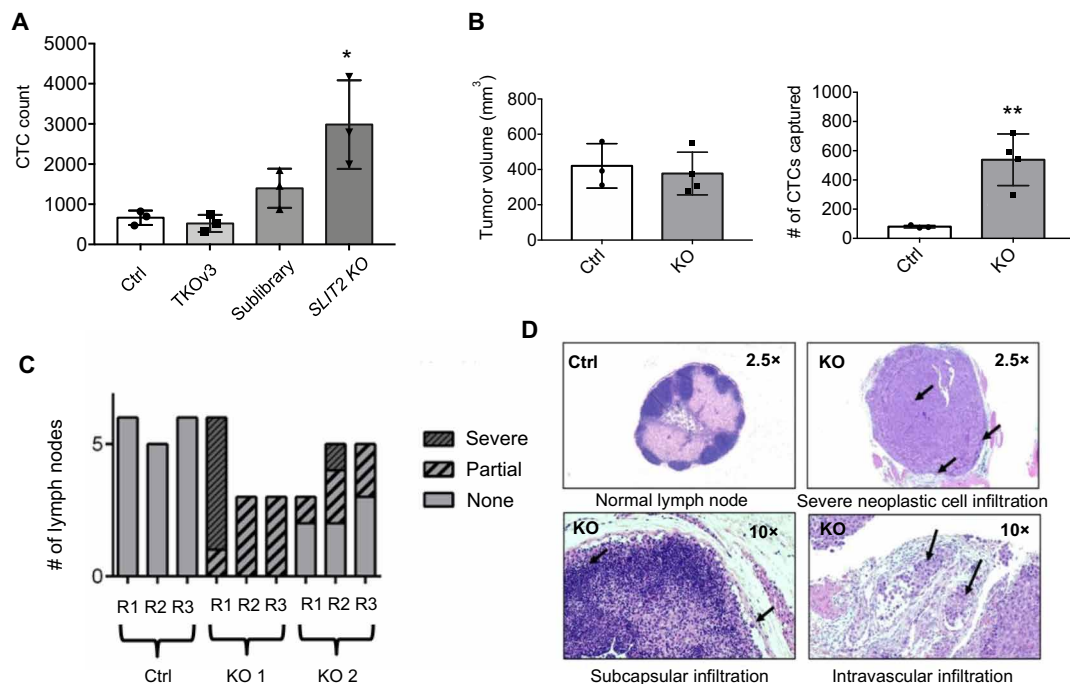 A
CTC count
5000
4000
3000
2000
1000
0
*
Ctrl
TKOv3
Sublibrary
SLIT2 KO
B
Tumor volume (mm3)
800
600
400
200
0
Ctrl
KO
# of CTCs captured
1000
800
600
400
200
0
**
Ctrl
KO
C
# of lymph nodes
5
0
R1 R2 R3 R1 R2 R3 R1 R2 R3
Ctrl KO 1 KO 2
Severe
Partial
None
D
Ctrl 2.5×
Normal lymph node
KO 2.5×
Severe neoplastic cell infiltration
KO 10×
Subcapsular infiltration
KO 10×
Intravascular infiltration